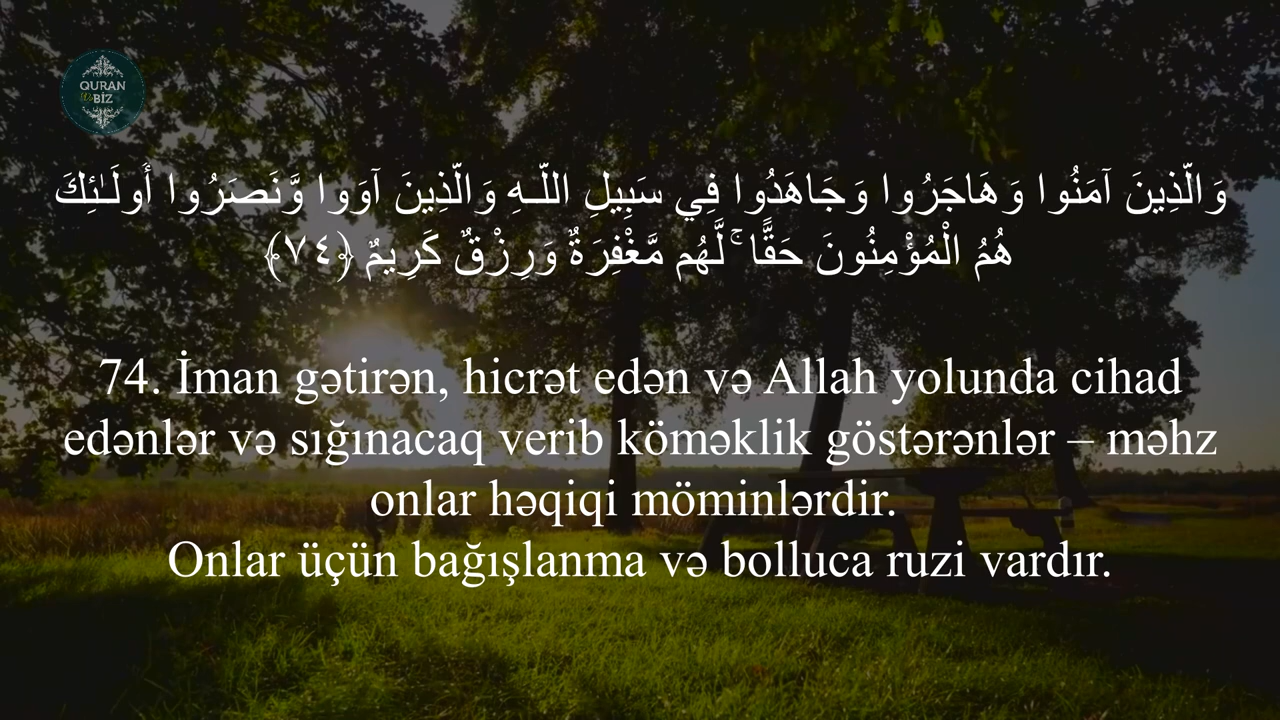 QURAN
BİZ
وَالَّذِينَ آمَنُوا وَهَاجَرُوا وَجَاهَدُوا فِي سَبِيلِ اللَّـهِ وَالَّذِينَ آوَوا وَّنَصَرُوا أُولَـٰئِكَ
هُمُ الْمُؤْمِنُونَ حَقًّا ۚ لَّهُم مَّغْفِرَةٌ وَرِزْقٌ كَرِيمٌ ﴿٧٤﴾
74. İman gətirən, hicrət edən və Allah yolunda cihad
edənlər və sığınacaq verib köməklik göstərənlər – məhz
onlar həqiqi möminlərdir.
Onlar üçün bağışlanma və bolluca ruzi vardır.